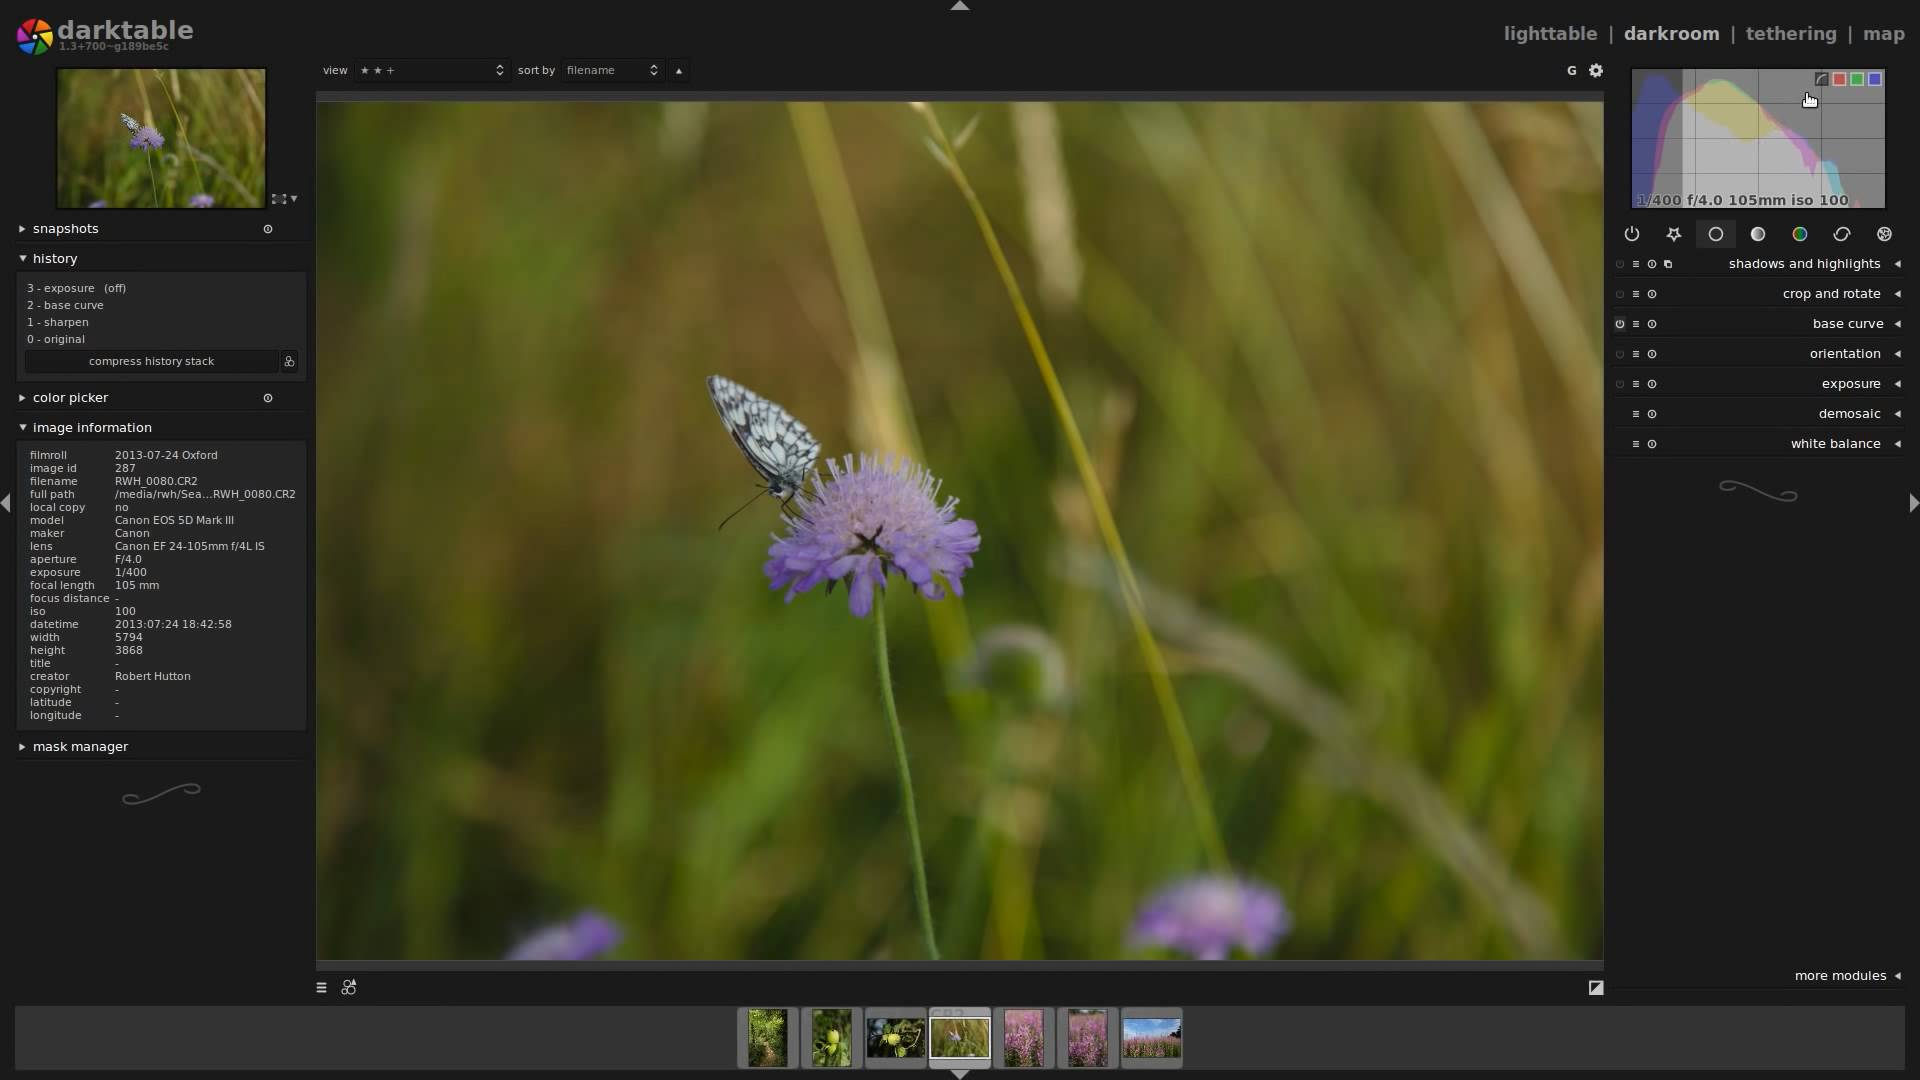 darktable
1.3+700~g189be5c
lighttable | darkroom | tethering | map
view ★ ★ + sort by filename G
1/400 f/4.0 105mm iso 100
snapshots
history
3 - exposure (off)
2 - base curve
1 - sharpen
0 - original
compress history stack
color picker
image information
filmroll 2013-07-24 Oxford
image id 287
filename RWH_0080.CR2
full path /media/rwh/Sea...RWH_0080.CR2
local copy no
model Canon EOS 5D Mark III
maker Canon
lens Canon EF 24-105mm f/4L IS
aperture F/4.0
exposure 1/400
focal length 105 mm
focus distance -
iso 100
datetime 2013:07:24 18:42:58
width 5794
height 3868
title -
creator Robert Hutton
copyright -
latitude -
longitude -
mask manager
shadows and highlights
crop and rotate
base curve
orientation
exposure
demosaic
white balance
more modules
CR2